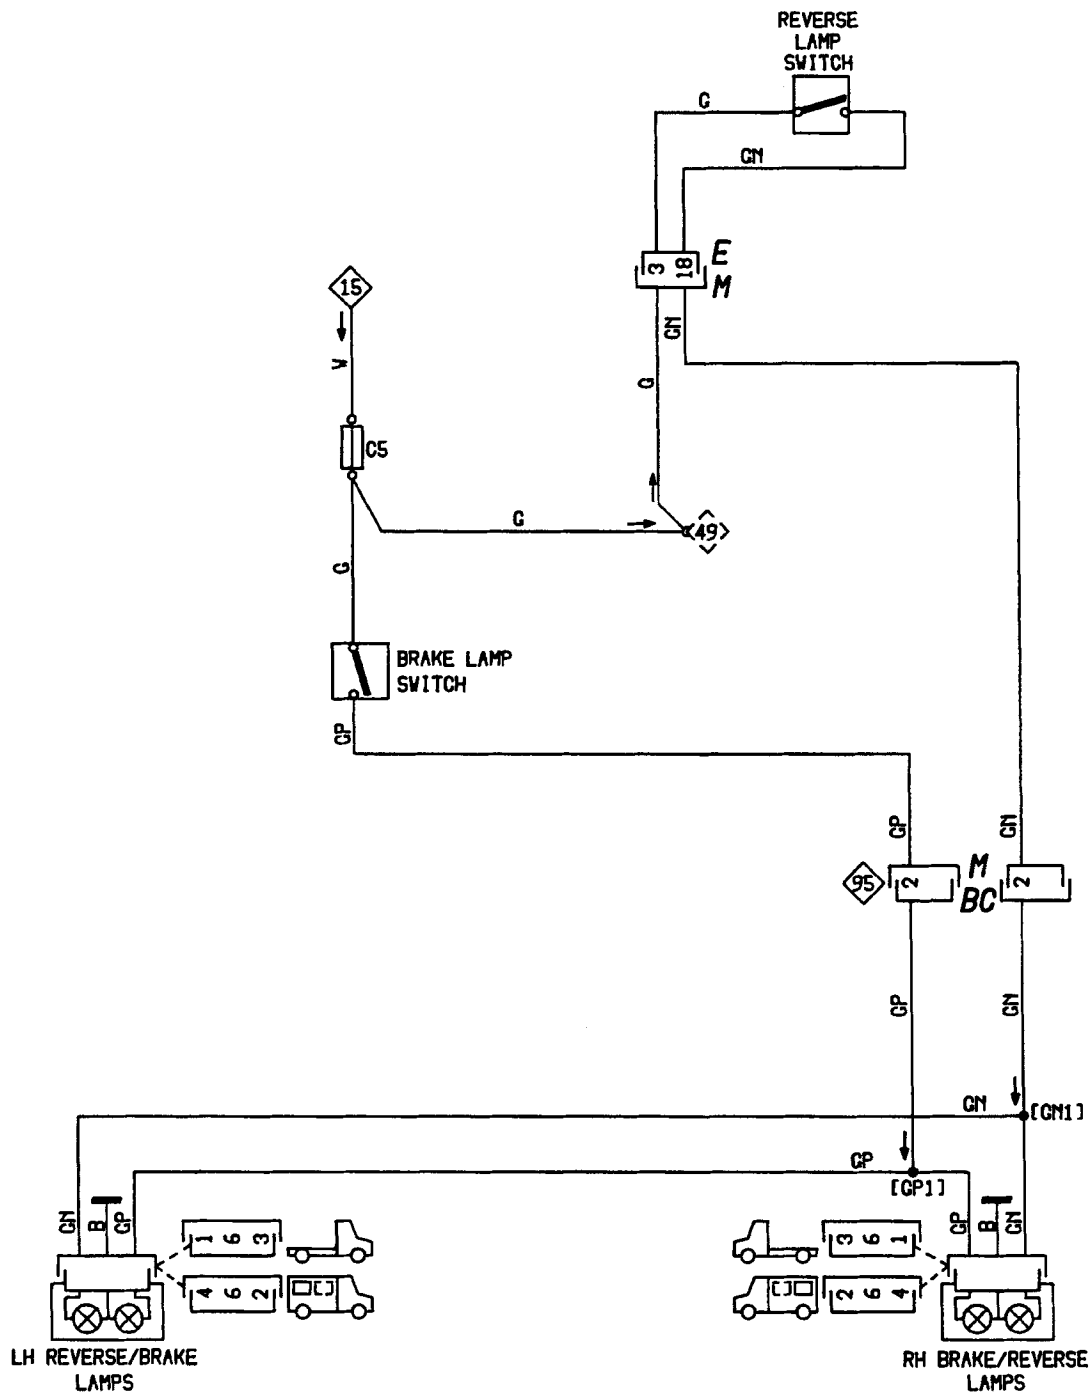 REVERSE
LAMP
SWITCH
G
GN
3 18
E
M
15
GN
W
G
C5
G
49
G
BRAKE LAMP
SWITCH
GP
GP
GN
95
2
M
BC
2
GP
GN
GN
[GN1]
GP
[GP1]
GN B GP
1 6 3
3 6 1
GP B GN
4 6 2
2 6 4
LH REVERSE/BRAKE
LAMPS
RH BRAKE/REVERSE
LAMPS